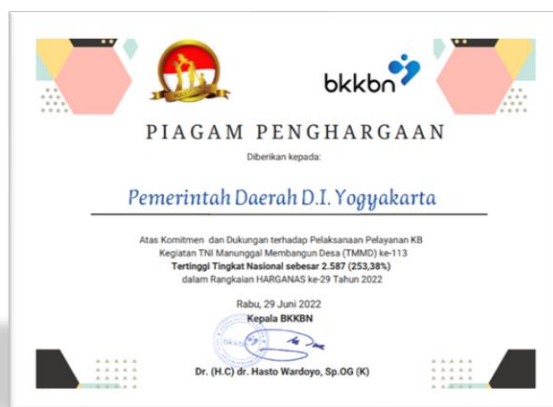 bkkbn
PIAGAM PENGHARGAAN
Diberikan kepada:
Pemerintah Daerah D.I. Yogyakarta
Atas Komitmen dan Dukungan terhadap Pelaksanaan Pelayanan KB
Kegiatan TNI Manunggal Membangun Desa (TMMD) ke-113
Tertinggi Tingkat Nasional sebesar 2.587 (253,38%)
dalam Rangkaian HARGANAS ke-29 Tahun 2022
Rabu, 29 Juni 2022
Kepala BKKBN
bkkbn
Dr. (H.C) dr. Hasto Wardoyo, Sp.OG (K)